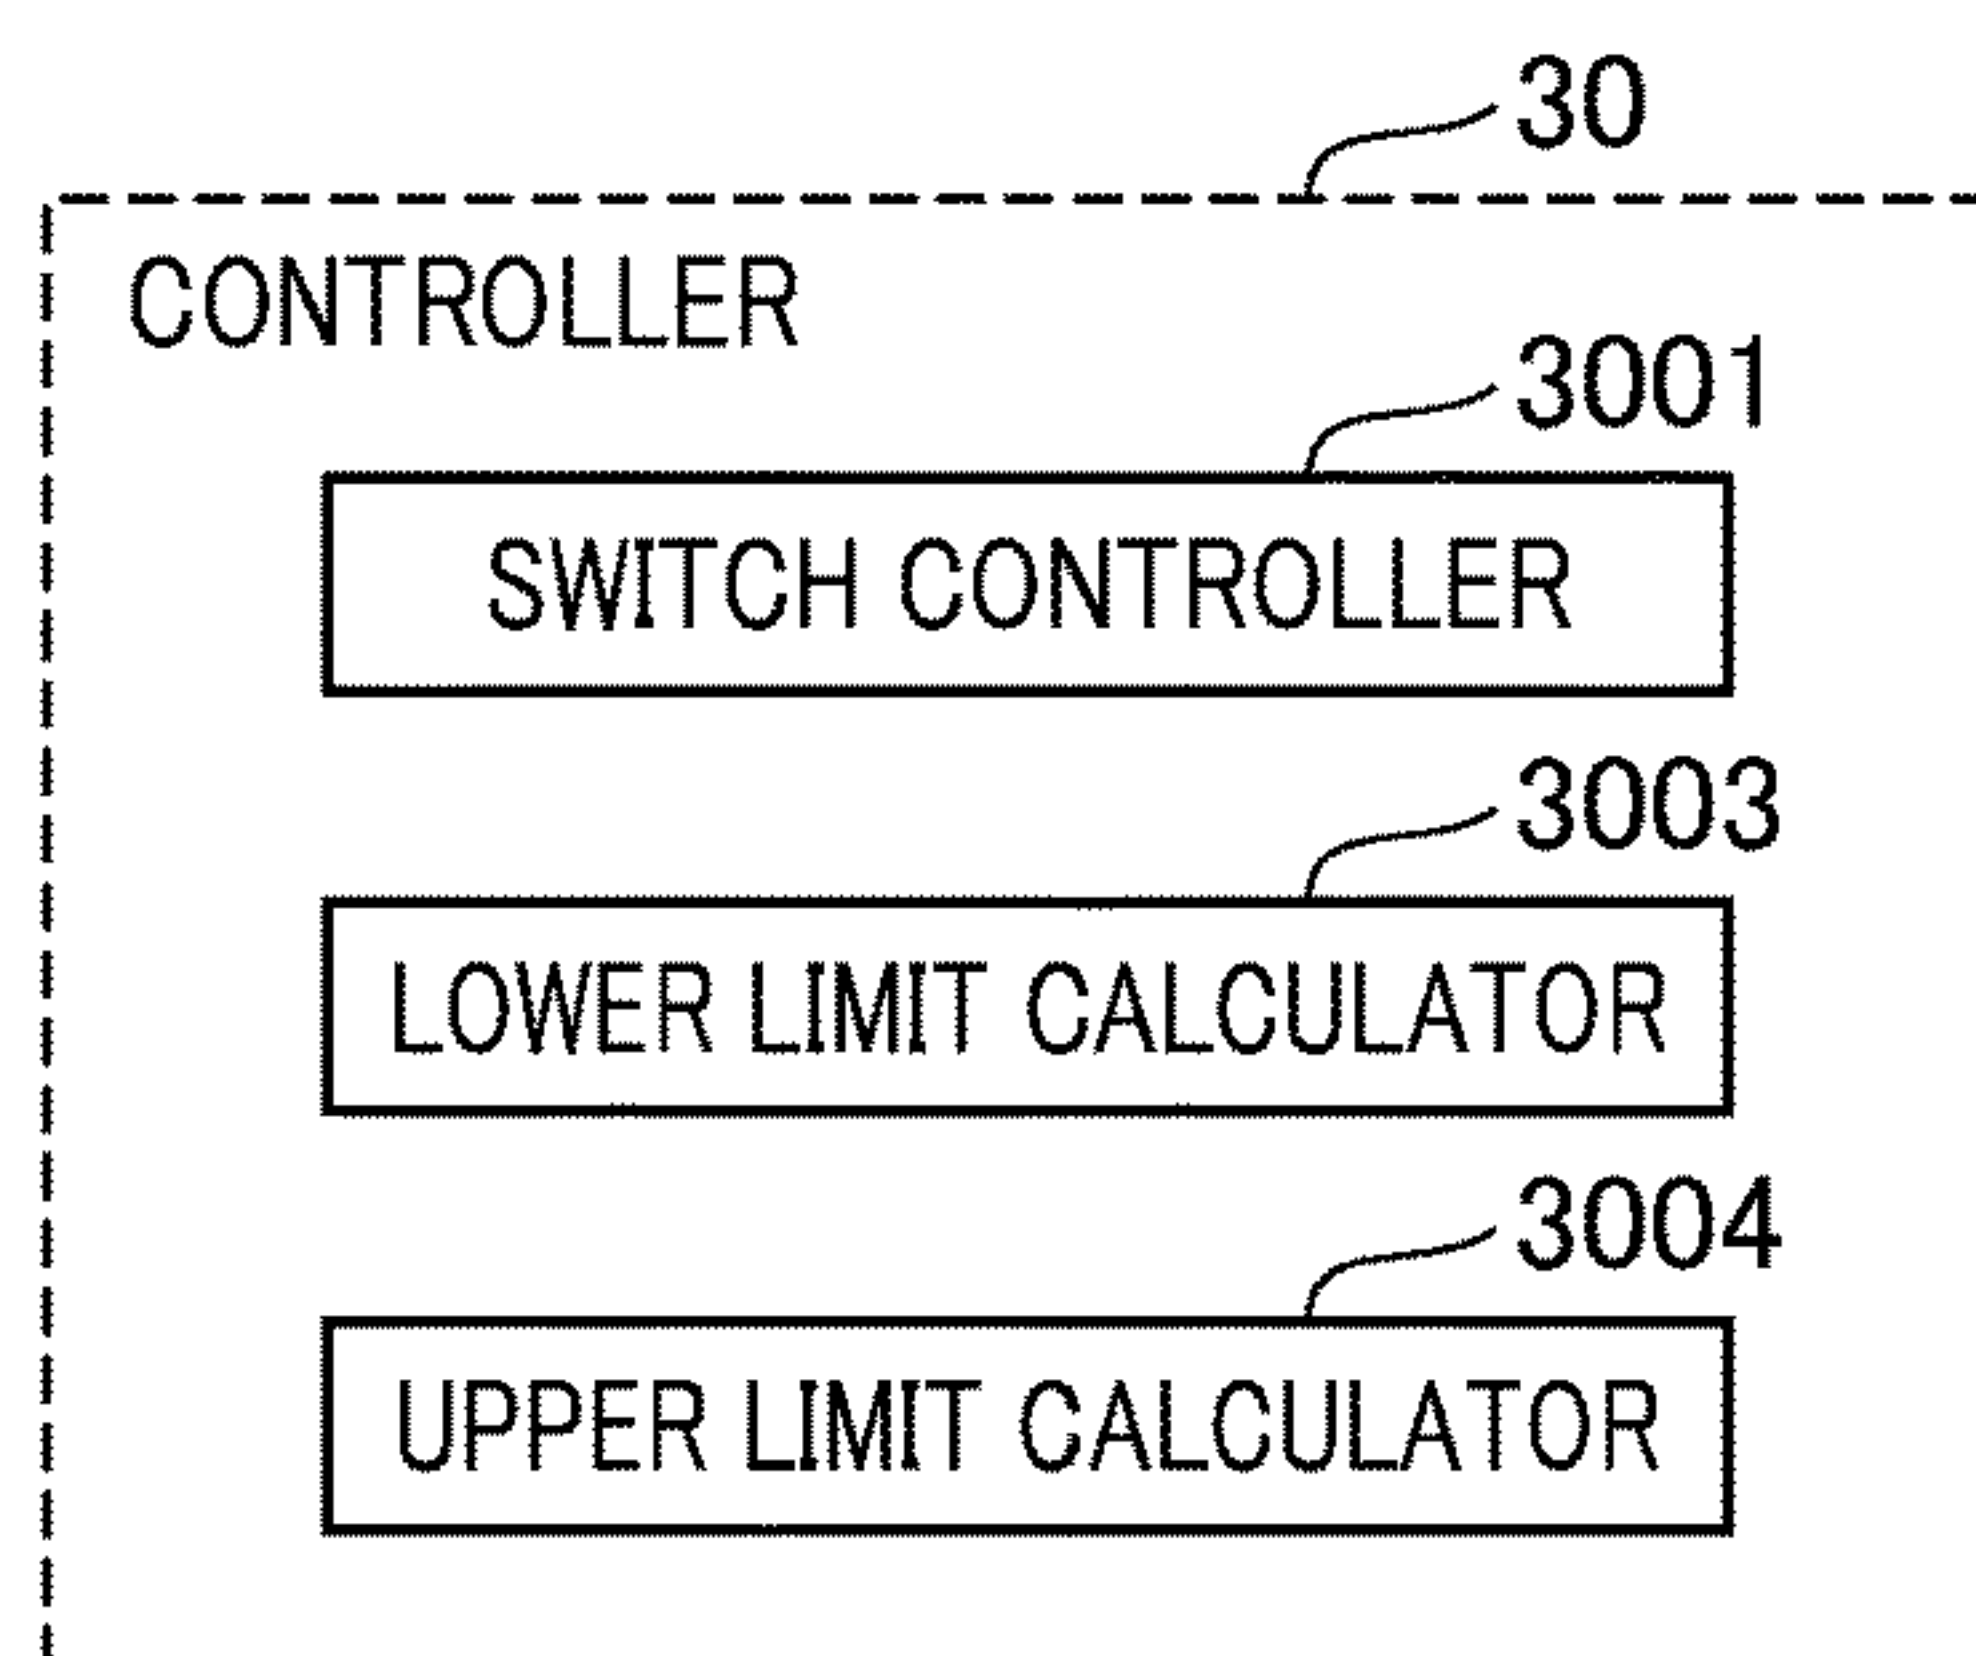 30
CONTROLLER
3001
SWITCH CONTROLLER
3003
LOWER LIMIT CALCULATOR
3004
UPPER LIMIT CALCULATOR